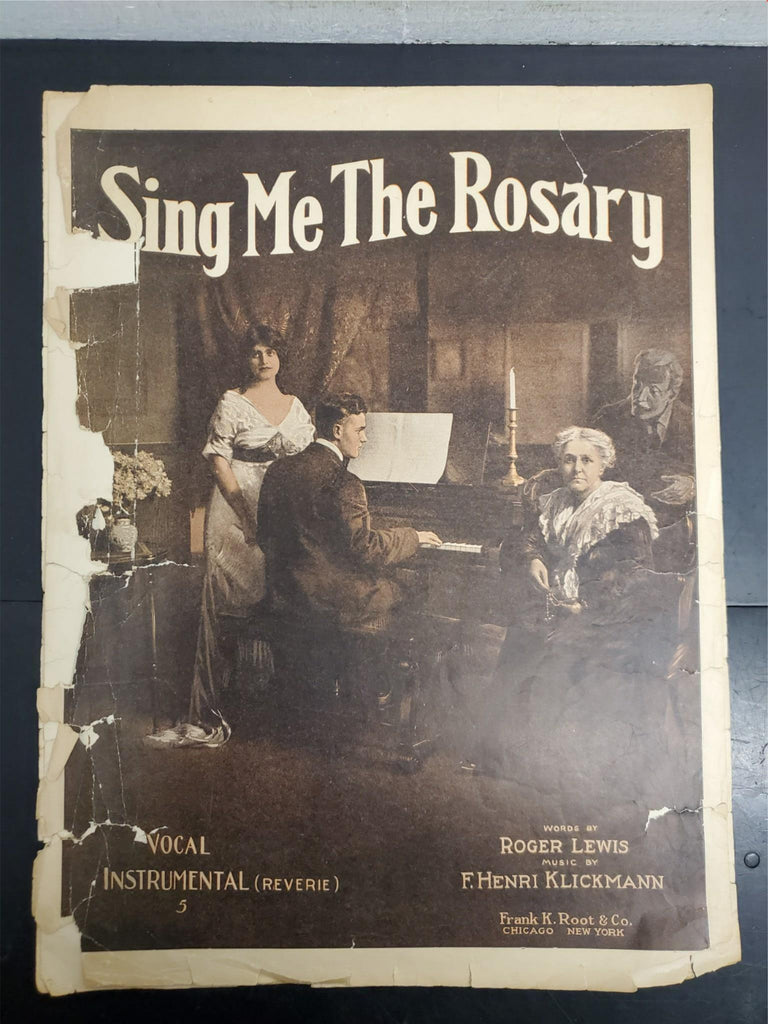 Sing Me The Rosary
VOCAL
INSTRUMENTAL (REVERIE)
5
WORDS BY
ROGER LEWIS
MUSIC BY
F. HENRI KLICKMANN
Frank K. Root & Co.
CHICAGO NEW YORK